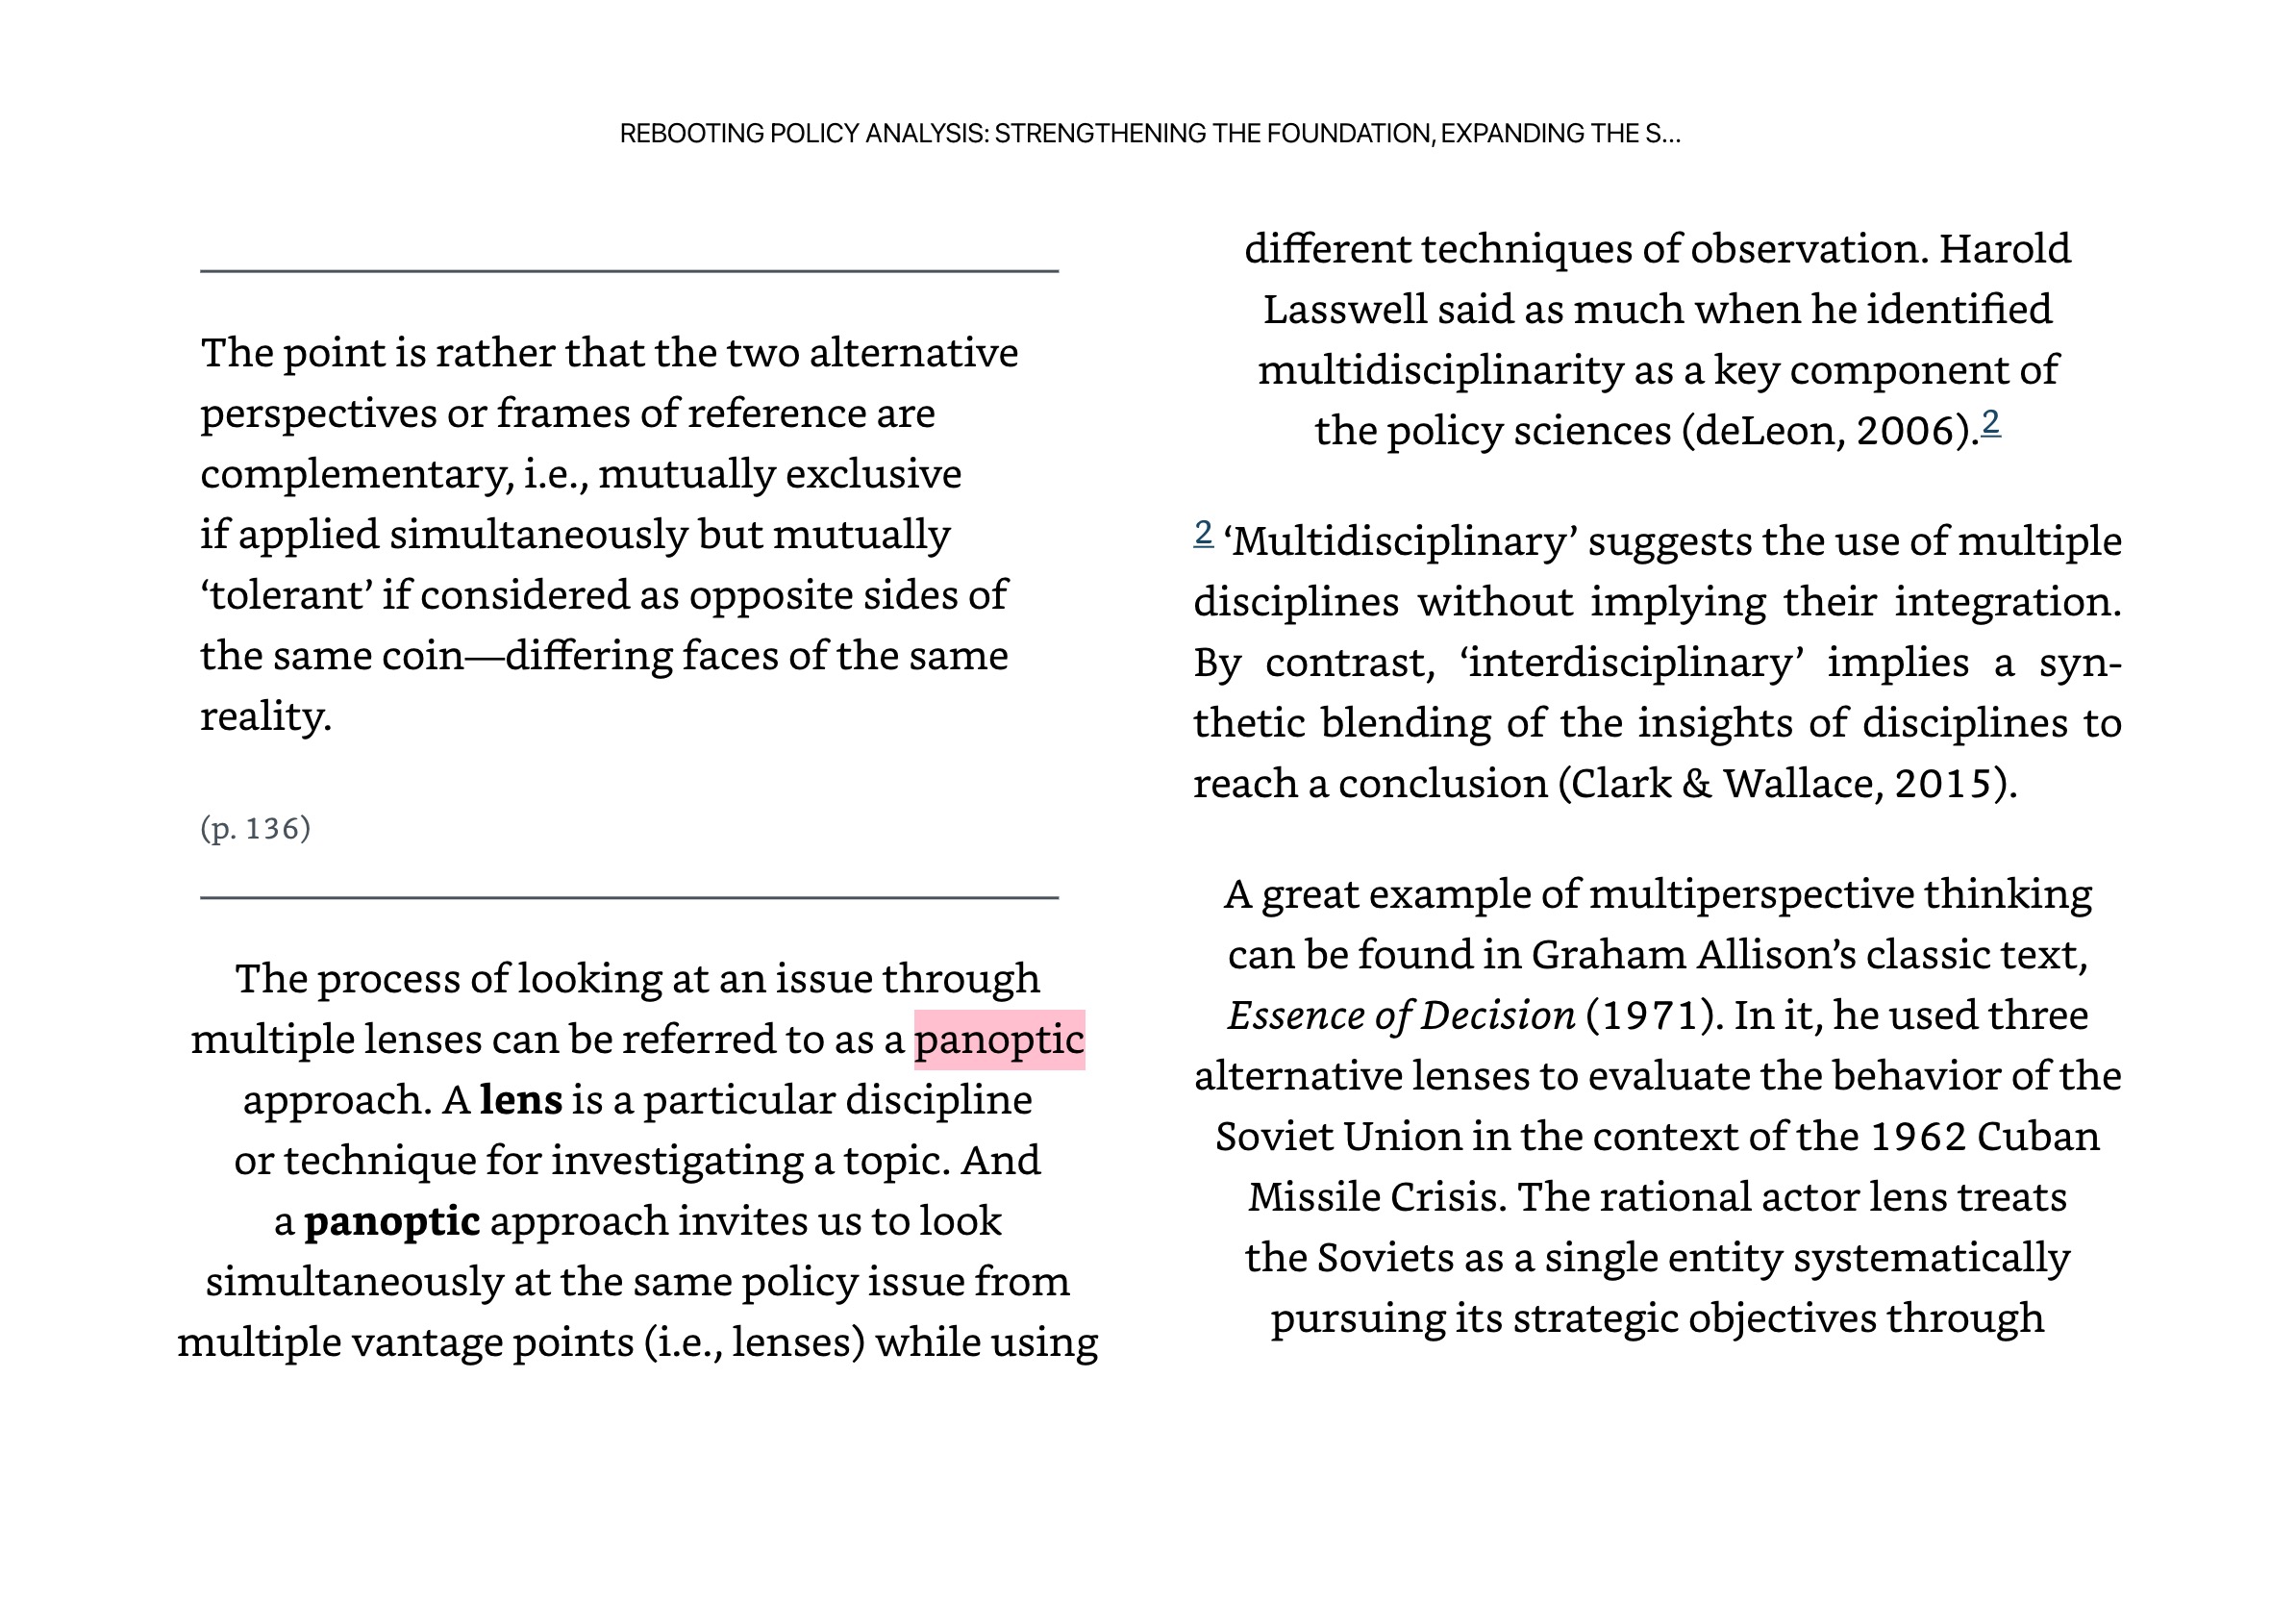 REBOOTING POLICY ANALYSIS: STRENGTHENING THE FOUNDATION, EXPANDING THE S...
The point is rather that the two alternative
perspectives or frames of reference are
complementary, i.e., mutually exclusive
if applied simultaneously but mutually
‘tolerant’ if considered as opposite sides of
the same coin—differing faces of the same
reality.
(p. 136)
The process of looking at an issue through
multiple lenses can be referred to as a panoptic
approach. A lens is a particular discipline
or technique for investigating a topic. And
a panoptic approach invites us to look
simultaneously at the same policy issue from
multiple vantage points (i.e., lenses) while using
different techniques of observation. Harold
Lasswell said as much when he identified
multidisciplinarity as a key component of
the policy sciences (deLeon, 2006).2
2 ‘Multidisciplinary’ suggests the use of multiple
disciplines without implying their integration.
By contrast, ‘interdisciplinary’ implies a syn-
thetic blending of the insights of disciplines to
reach a conclusion (Clark & Wallace, 2015).
A great example of multiperspective thinking
can be found in Graham Allison’s classic text,
Essence of Decision (1971). In it, he used three
alternative lenses to evaluate the behavior of the
Soviet Union in the context of the 1962 Cuban
Missile Crisis. The rational actor lens treats
the Soviets as a single entity systematically
pursuing its strategic objectives through